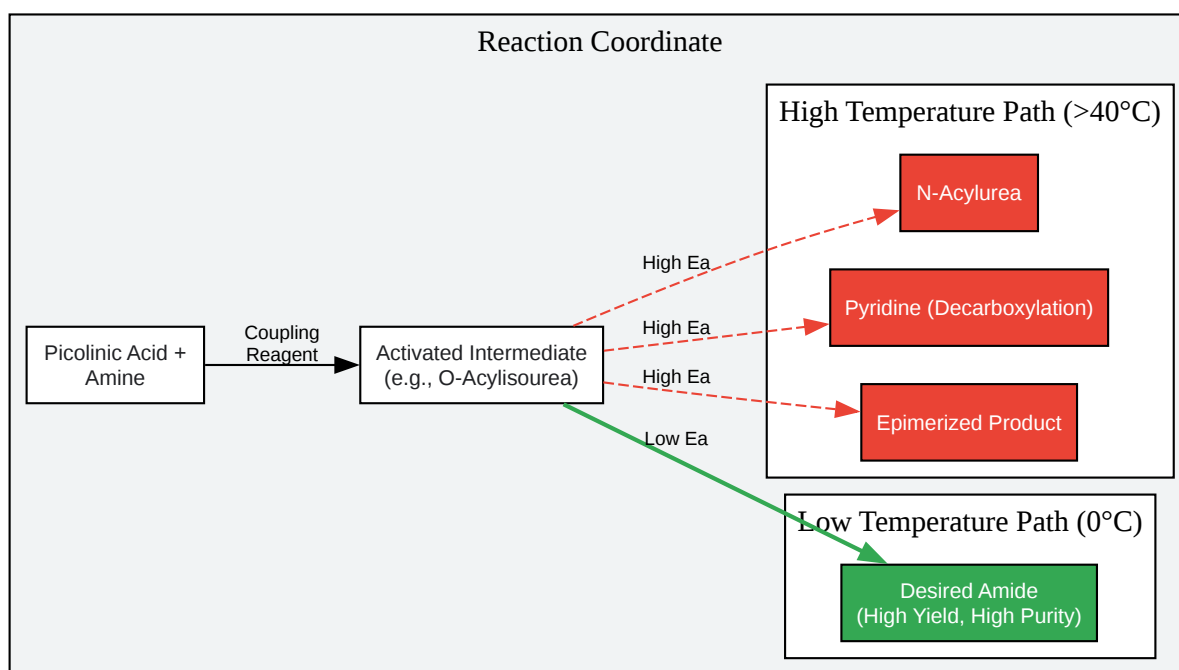 Reaction Coordinate
High Temperature Path (>40°C)
N-Acylurea
High Ea
Pyridine (Decarboxylation)
High Ea
Coupling
Reagent
Picolinic Acid +
Amine
Activated Intermediate
(e.g., O-Acylisourea)
High Ea
Epimerized Product
Low Ea
Low Temperature Path (0°C)
Desired Amide
(High Yield, High Purity)